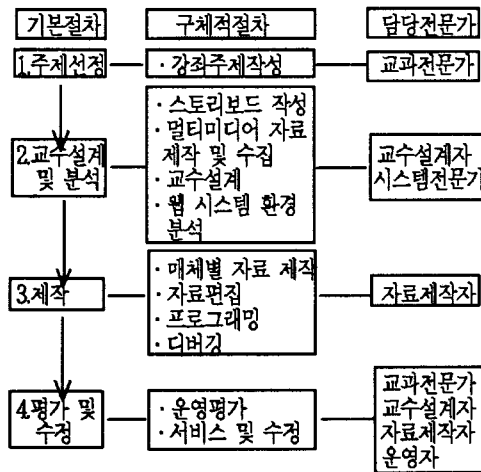 기본절차 구체적절차 담당전문가
1.주제선정 · 강좌주제작성 교과전문가
· 스토리보드 작성
· 멀티미디어 자료
제작 및 수집
· 교수설계
· 웹 시스템 환경
분석
2.교수설계
및 분석
교수설계자
시스템전문가
3.제작
· 매체별 자료 제작
· 자료편집
· 프로그래밍
· 디버깅
자료제작자
4.평가 및
수정
· 운영평가
· 서비스 및 수정
교과전문가
교수설계자
자료제작자
운영자